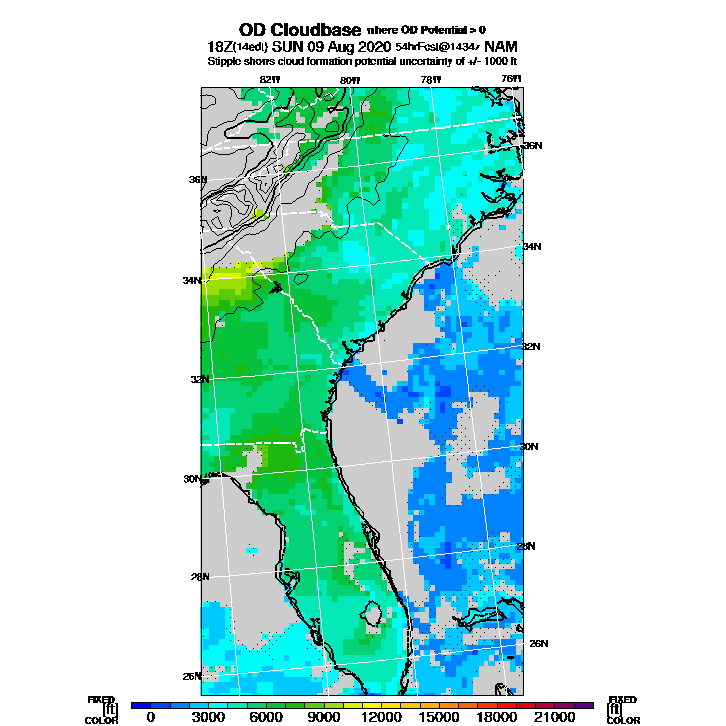 OD Cloudbase where OD Potential > 0
18Z(14edt) SUN 09 Aug 2020 54hrFcst@1434z NAM
Stipple shows cloud formation potential uncertainty of +/- 1000 ft
82W 80W 78W 76W
36N
36N
34N
34N
32N
32N
30N
30N
28N
28N
26N
26N
FIXED
[ft]
COLOR
0 3000 6000 9000 12000 15000 18000 21000
FIXED
[ft]
COLOR